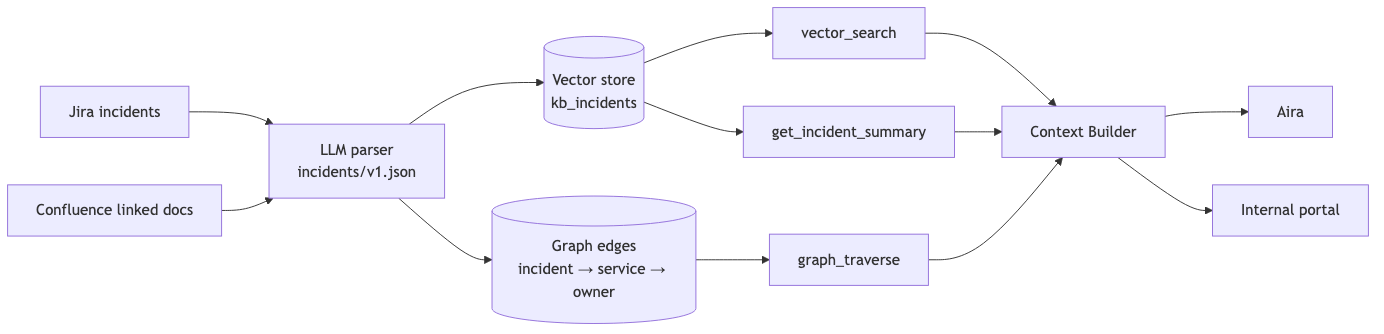 Jira incidents
Confluence linked docs
LLM parser
incidents/v1.json
Vector store
kb_incidents
Graph edges
incident → service →
owner
vector_search
get_incident_summary
graph_traverse
Context Builder
Aira
Internal portal